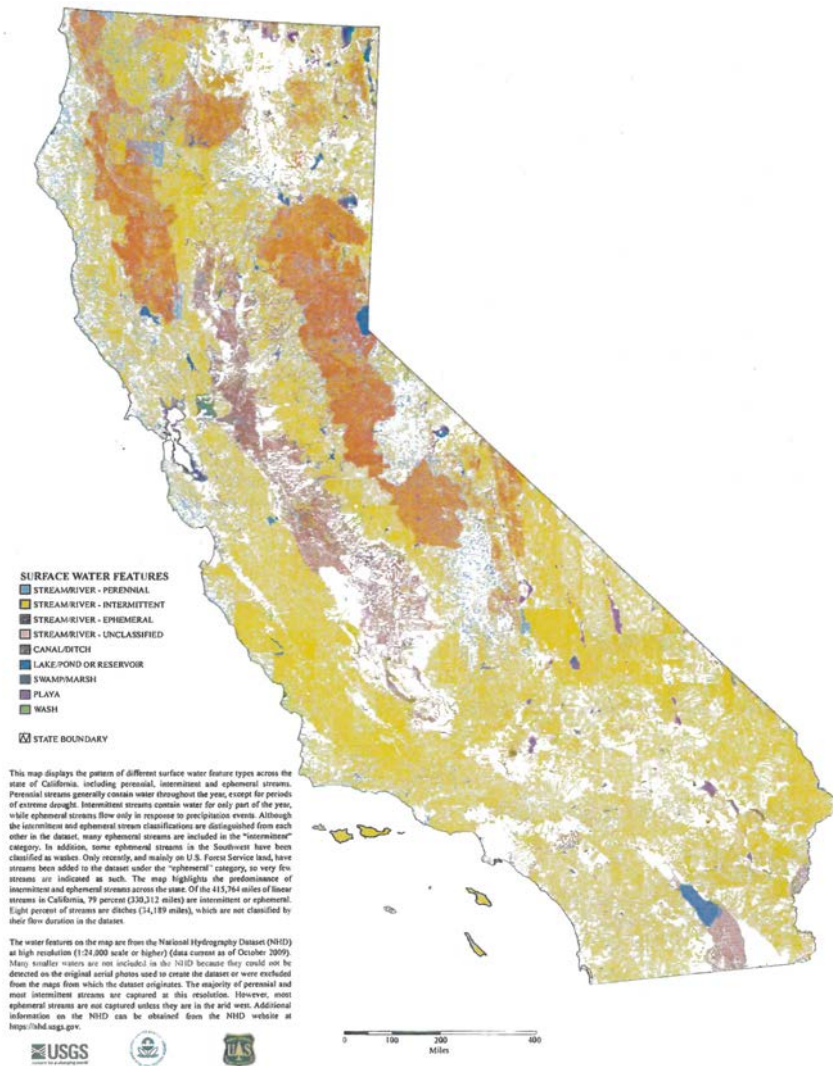 SURFACE WATER FEATURES
STREAM/RIVER - PERENNIAL
STREAM/RIVER - INTERMITTENT
STREAM/RIVER - EPHEMERAL
STREAM/RIVER - UNCLASSIFIED
CANAL/DITCH
LAKE/POND OR RESERVOIR
SWAMP/MARSH
PLAYA
WASH
STATE BOUNDARY
This map displays the pattern of different surface water feature types across the
state of California, including perennial, intermittent and ephemeral streams.
Perennial streams generally contain water throughout the year, except for periods
of extreme drought. Intermittent streams contain water for only part of the year,
while ephemeral streams flow only in response to precipitation events. Although
the intermittent and ephemeral stream classifications are distinguished from each
other in the dataset, many ephemeral streams are included in the "intermittent"
category. In addition, some ephemeral streams in the Southwest have been
classified as washes. Only recently, and mainly on U.S. Forest Service land, have
streams been added to the dataset under the "ephemeral" category, so very few
streams are indicated as such. The map highlights the predominance of
intermittent and ephemeral streams across the state. Of the 415,764 miles of linear
streams in California, 79 percent (330,312 miles) are intermittent or ephemeral.
Eight percent of streams are ditches (34,189 miles), which are not classified by
their flow duration in the dataset.
The water features on the map are from the National Hydrography Dataset (NHD)
at high resolution (1:24,000 scale or higher) (data current as of October 2009).
Many smaller waters are not included in the NHD because they could not be
detected on the original aerial photos used to create the dataset or were excluded
from the maps from which the dataset originates. The majority of perennial and
most intermittent streams are captured at this resolution. However, most
ephemeral streams are not captured unless they are in the arid west. Additional
information on the NHD can be obtained from the NHD website at
https://nhd.usgs.gov.
USGS
UAS
0 100 200 400
Miles